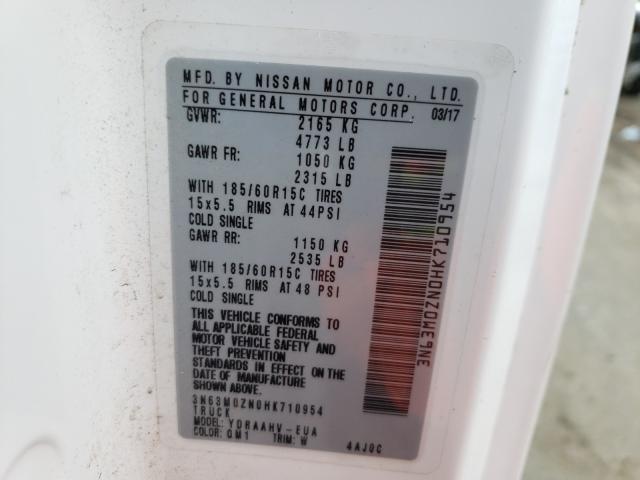 MFD. BY NISSAN MOTOR CO., LTD.
FOR GENERAL MOTORS CORP. 03/17
GVWR: 2165 KG
4773 LB
GAWR FR: 1050 KG
2315 LB
WITH 185/60R15C TIRES
15x5.5 RIMS AT 44PSI
COLD SINGLE
GAWR RR: 1150 KG
2535 LB
WITH 185/60R15C TIRES
15x5.5 RIMS AT 48 PSI
COLD SINGLE
THIS VEHICLE CONFORMS TO
ALL APPLICABLE FEDERAL
MOTOR VEHICLE SAFETY AND
THEFT PREVENTION
STANDARDS IN EFFECT ON THE
DATE OF MANUFACTURE
SHOWN ABOVE.
3N63M0ZN0HK710954
TRUCK
MODEL: YDRAAHV-EUA
COLOR: QM1 TRIM: W 4AJ0C
3N63M0ZN0HK710954